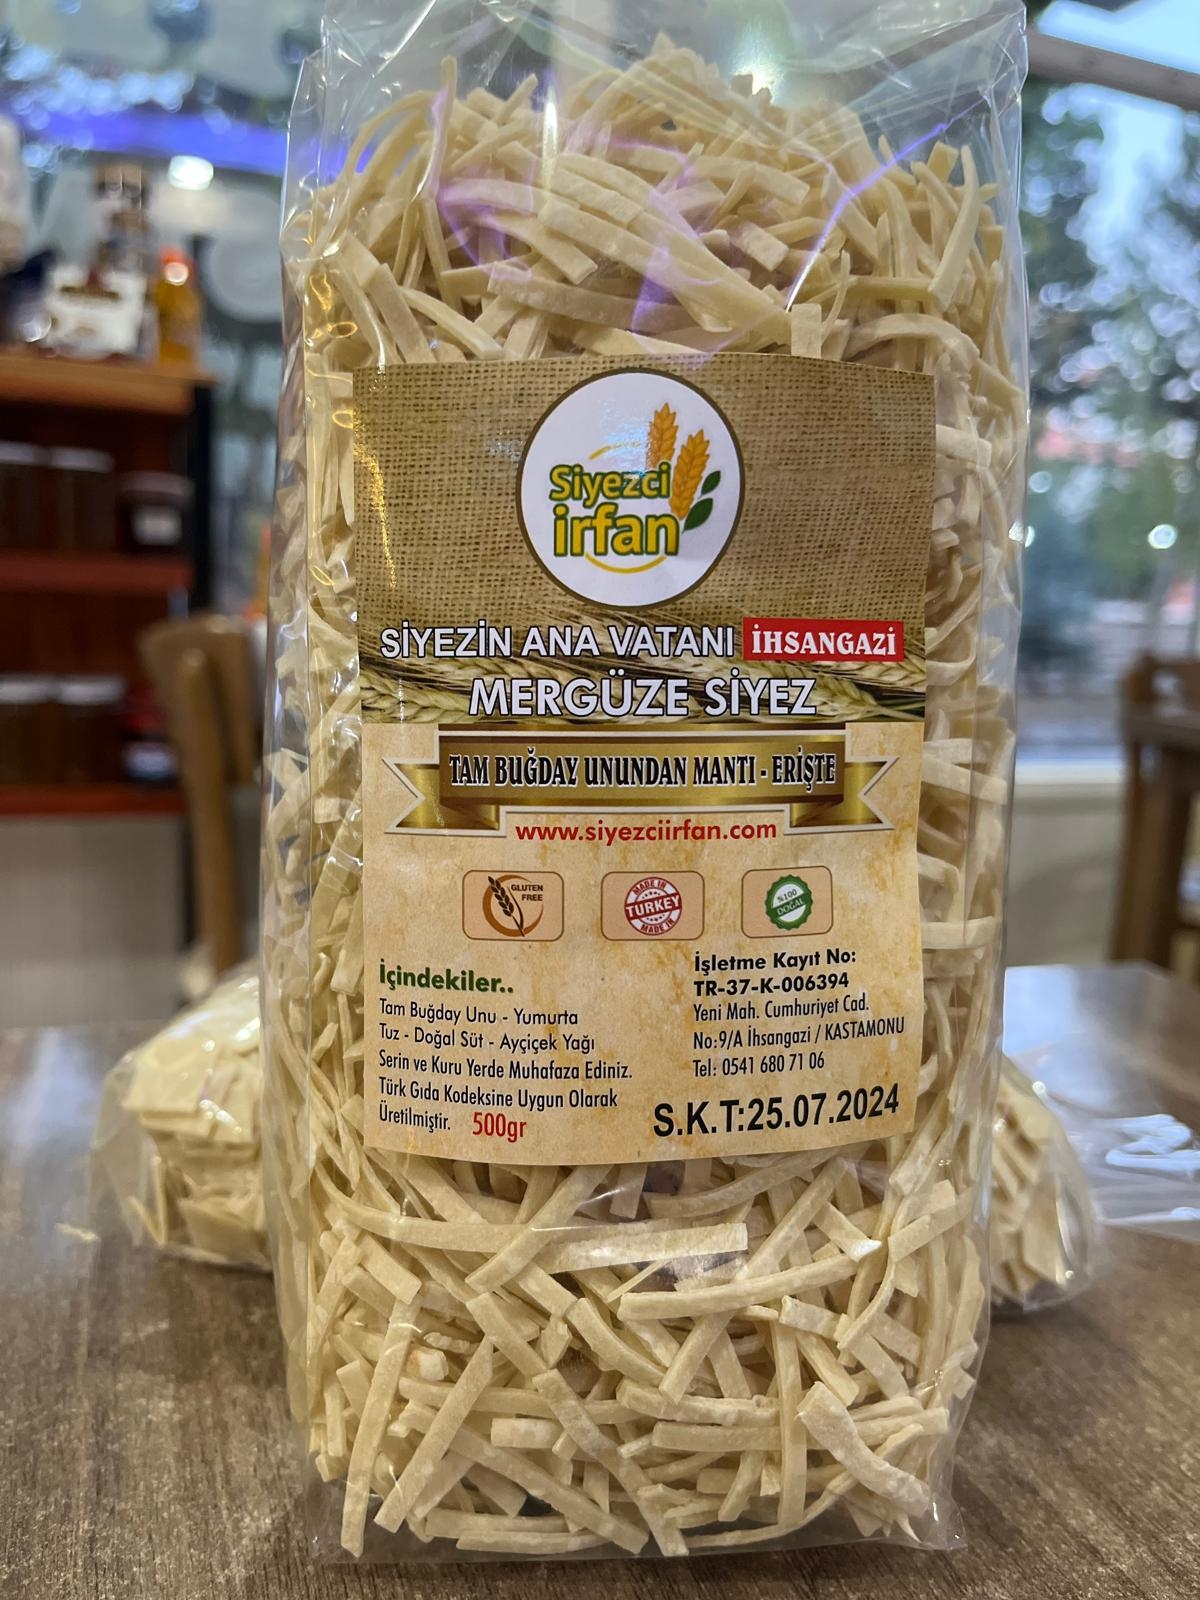 Siyezci
irfan
SİYEZİN ANA VATANI İHSANGAZİ
MERGÜZE SİYEZ
TAM BUĞDAY UNUNDAN MANTI - ERİŞTE
www.siyezciirfan.com
GLUTEN
FREE
MADE IN
TURKEY
MADE IN
%100
DOĞAL
İçindekiler..
Tam Buğday Unu - Yumurta
Tuz - Doğal Süt - Ayçiçek Yağı
Serin ve Kuru Yerde Muhafaza Ediniz.
Türk Gıda Kodeksine Uygun Olarak
Üretilmiştir. 500gr
İşletme Kayıt No:
TR-37-K-006394
Yeni Mah. Cumhuriyet Cad.
No:9/A İhsangazi / KASTAMONU
Tel: 0541 680 71 06
S.K.T:25.07.2024